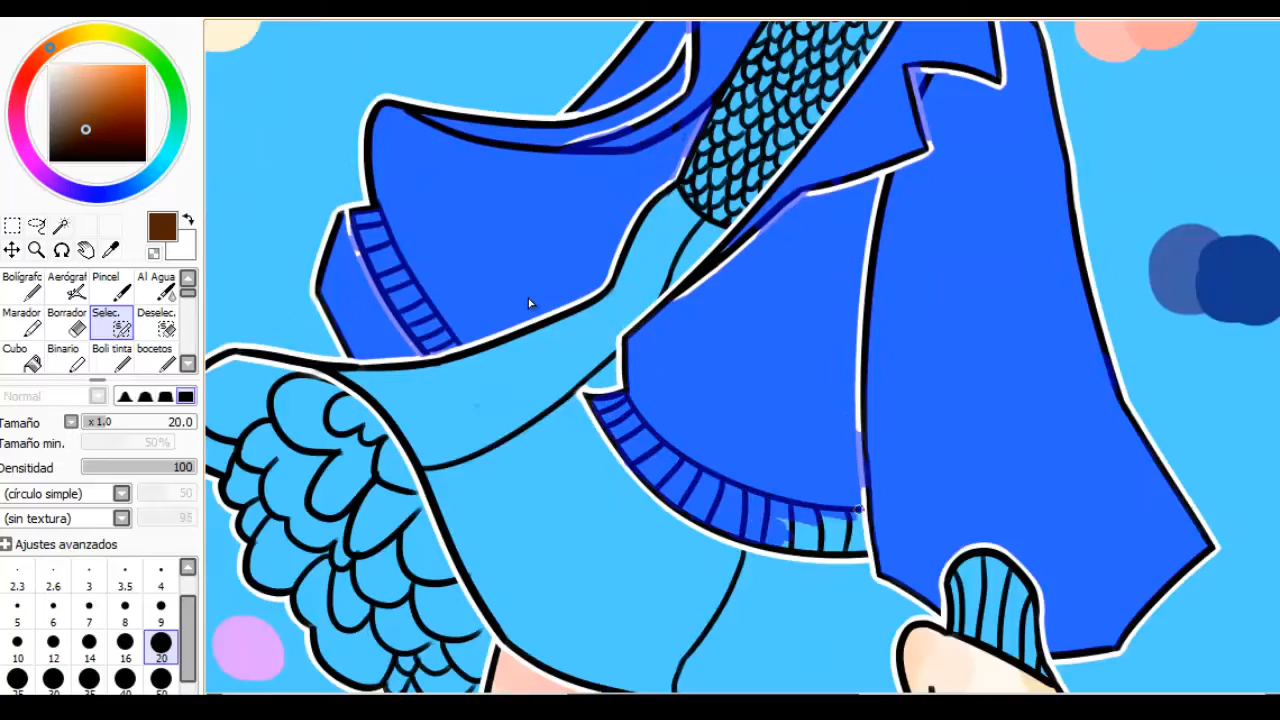 Bolígrafc Aerógraf Pincel Al Agua
Marador Borrador Selec. Deselec.
Cubo Binario Boli tinta bocetos
Normal
Tamaño x 1.0 20.0
Tamaño min. 50%
Densitidad 100
(círculo simple) 50
(sin textura) 95
Ajustes avanzados
2.3 2.6 3 3.5 4
5 6 7 8 9
10 12 14 16 20